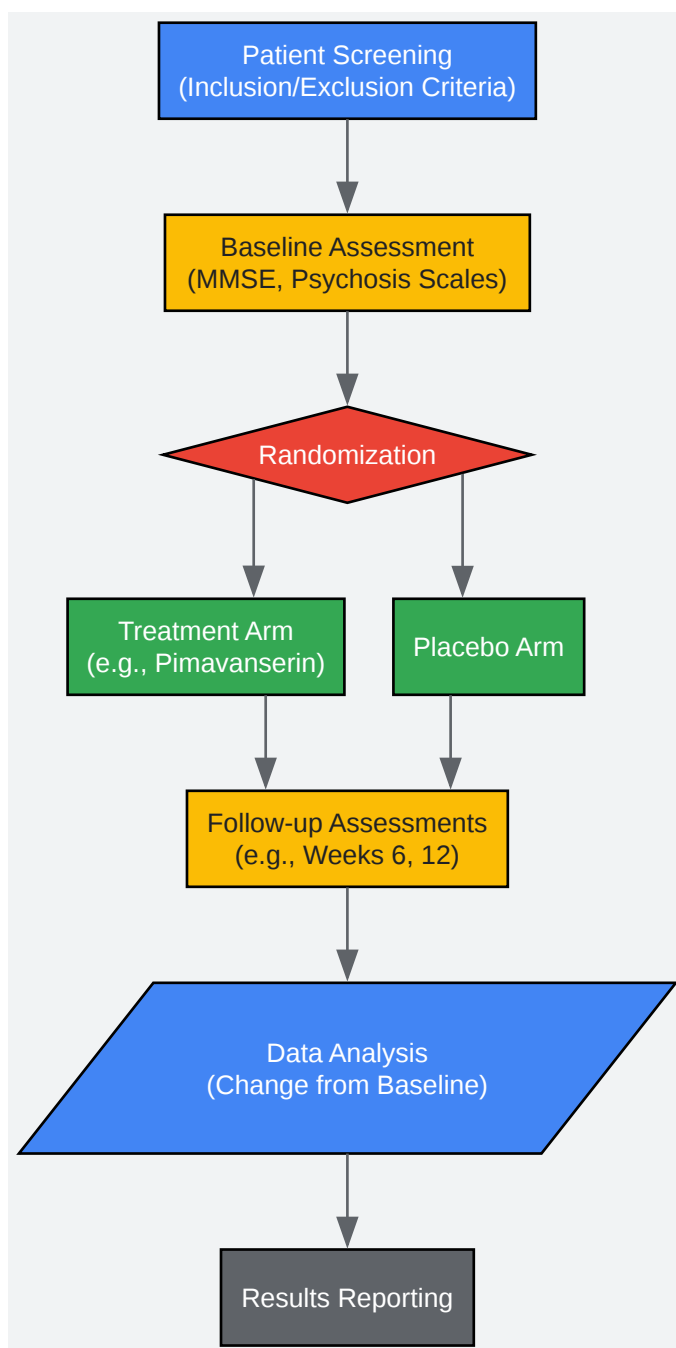 Patient Screening
(Inclusion/Exclusion Criteria)
Baseline Assessment
(MMSE, Psychosis Scales)
Randomization
Treatment Arm
(e.g., Pimavanserin)
Placebo Arm
Follow-up Assessments
(e.g., Weeks 6, 12)
Data Analysis
(Change from Baseline)
Results Reporting